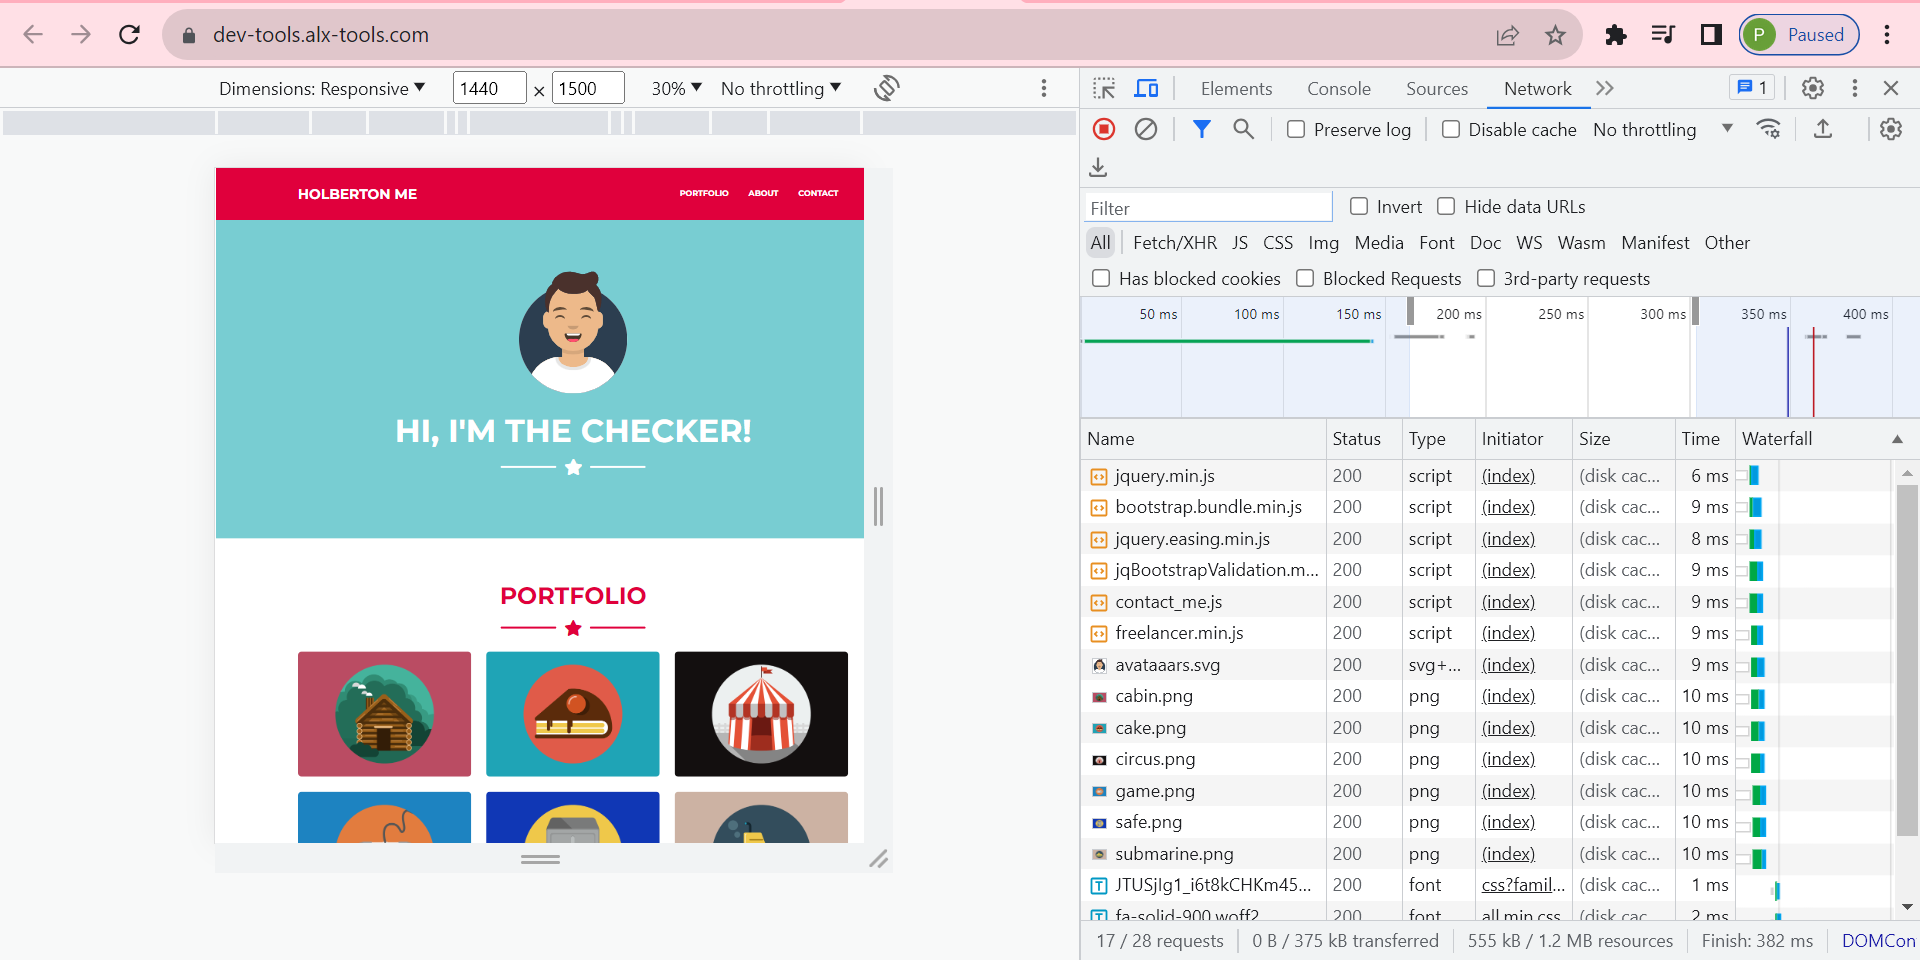 dev-tools.alx-tools.com
P Paused
Dimensions: Responsive 1440 × 1500 30% No throttling
Elements Console Sources Network 1
Preserve log Disable cache No throttling
Filter Invert Hide data URLs
All Fetch/XHR JS CSS Img Media Font Doc WS Wasm Manifest Other
Has blocked cookies Blocked Requests 3rd-party requests
50 ms 100 ms 150 ms 200 ms 250 ms 300 ms 350 ms 400 ms
Name Status Type Initiator Size Time Waterfall
jquery.min.js 200 script (index) (disk cac... 6 ms
bootstrap.bundle.min.js 200 script (index) (disk cac... 9 ms
jquery.easing.min.js 200 script (index) (disk cac... 8 ms
jqBootstrapValidation.m... 200 script (index) (disk cac... 9 ms
contact_me.js 200 script (index) (disk cac... 9 ms
freelancer.min.js 200 script (index) (disk cac... 9 ms
avataaars.svg 200 svg+... (index) (disk cac... 9 ms
cabin.png 200 png (index) (disk cac... 10 ms
cake.png 200 png (index) (disk cac... 10 ms
circus.png 200 png (index) (disk cac... 10 ms
game.png 200 png (index) (disk cac... 10 ms
safe.png 200 png (index) (disk cac... 10 ms
submarine.png 200 png (index) (disk cac... 10 ms
JTUSjIg1_i6t8kCHKm45... 200 font css?famil... (disk cac... 1 ms
fa-solid-900.woff2 200 font all.min.css (disk cac... 2 ms
17 / 28 requests 0 B / 375 kB transferred 555 kB / 1.2 MB resources Finish: 382 ms DOMCon
HOLBERTON ME PORTFOLIO ABOUT CONTACT
HI, I'M THE CHECKER!
PORTFOLIO